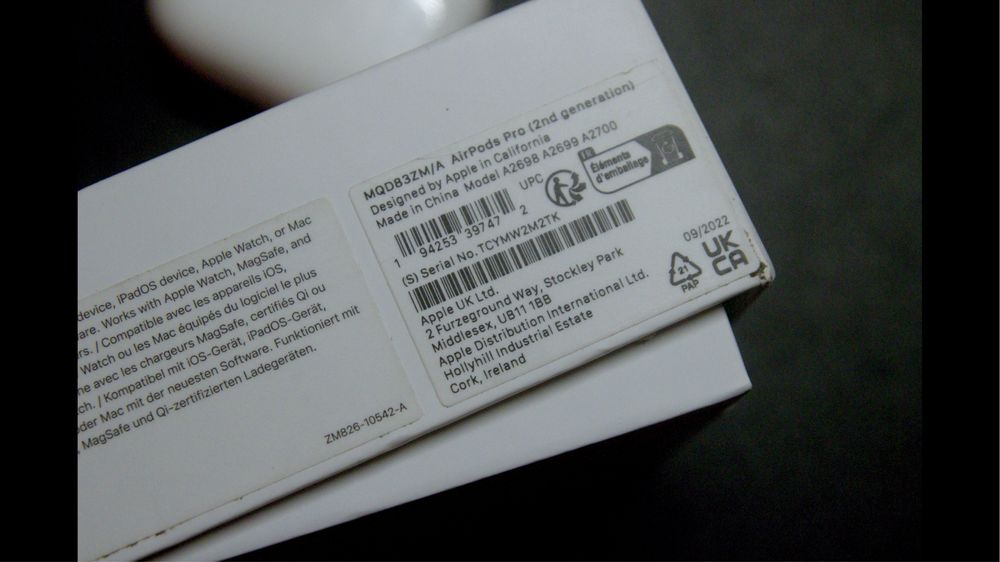 device, iPadOS device, Apple Watch, or Mac
Works with Apple Watch, MagSafe, and
/ Compatible avec les appareils iOS,
Watch ou les Mac équipés du logiciel le plus
avec les chargeurs MagSafe, certifiés Qi ou
/ Kompatibel mit iOS-Gerät, iPadOS-Gerät,
oder Mac mit der neuesten Software. Funktioniert mit
MagSafe und Qi-zertifizierten Ladegeräten.
ZM826-10542-A
MQD83ZM/A AirPods Pro (2nd generation)
Designed by Apple in California
Made in China Model A2698 A2699 A2700
UPC
1 94253 39747 2
FR
Éléments
d'emballage
(S) Serial No. TCYMW2M2TK
Apple UK Ltd.
2 Furzeground Way, Stockley Park
Middlesex, UB11 1BB
Apple Distribution International Ltd.
Hollyhill Industrial Estate
Cork, Ireland
09/2022
UK
CA
21
PAP